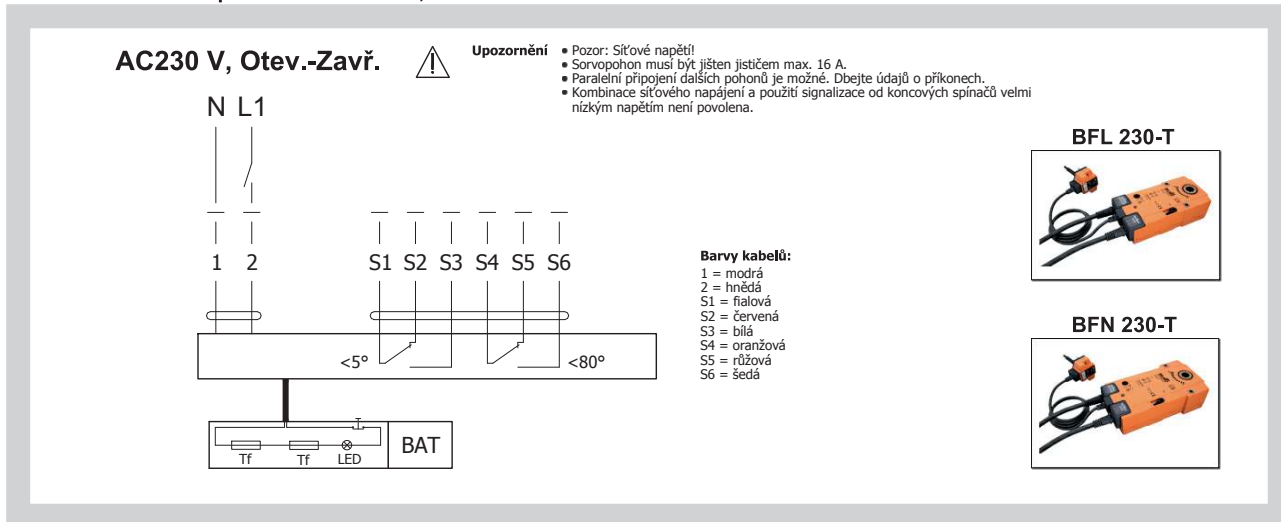 AC230 V, Otev.-Zavř.
Upozornění
• Pozor: Síťové napětí!
• Sorvopohon musí být jištěn jističem max. 16 A.
• Paralelní připojení dalších pohonů je možné. Dbejte údajů o příkonech.
• Kombinace síťového napájení a použití signalizace od koncových spínačů velmi
nízkým napětím není povolena.
N L1
1 2 S1 S2 S3 S4 S5 S6
<5° <80°
Tf Tf LED BAT
Barvy kabelů:
1 = modrá
2 = hnědá
S1 = fialová
S2 = červená
S3 = bílá
S4 = oranžová
S5 = růžová
S6 = šedá
BFL 230-T
BFN 230-T